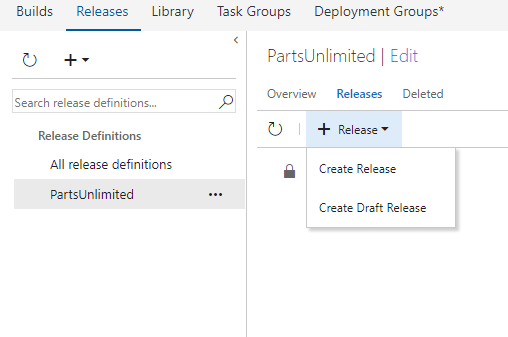 Builds Releases Library Task Groups Deployment Groups*
PartsUnlimited | Edit
Search release definitions...
Overview Releases Deleted
Release Definitions
+ Release
All release definitions
Create Release
PartsUnlimited ...
Create Draft Release